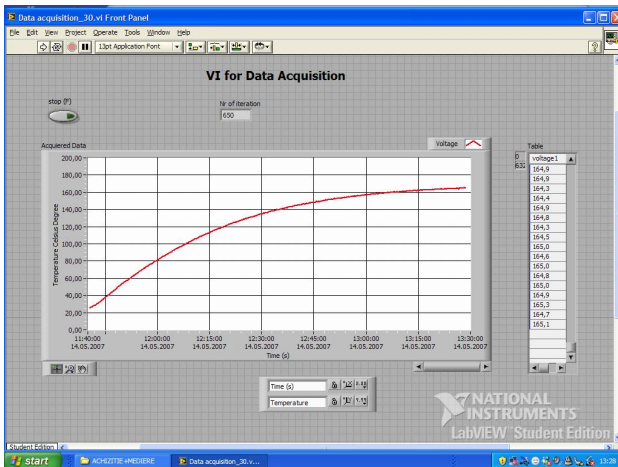 Data acquisition_30.vi Front Panel
File Edit View Project Operate Tools Window Help
13pt Application Font
VI for Data Acquisition
stop (F)
Nr of iteration
650
Acquiered Data
Voltage
Table
0
632
voltage1
164,9
164,9
164,3
164,4
164,9
164,8
164,3
164,5
165,0
164,6
165,0
164,8
165,0
164,9
165,3
164,7
165,1
200,00
180,00
160,00
140,00
120,00
100,00
80,00
60,00
40,00
20,00
0,00
Temperature Celsius Degree
11:40:00 12:00:00 12:15:00 12:30:00 12:45:00 13:00:00 13:15:00 13:30:00
14.05.2007 14.05.2007 14.05.2007 14.05.2007 14.05.2007 14.05.2007 14.05.2007 14.05.2007
Time (s)
Time (s)
Temperature
NATIONAL
INSTRUMENTS
LabVIEW Student Edition
Student Edition
start
ACHIZITIE+MEDIERE
Data acquisition_30.v...
13:28